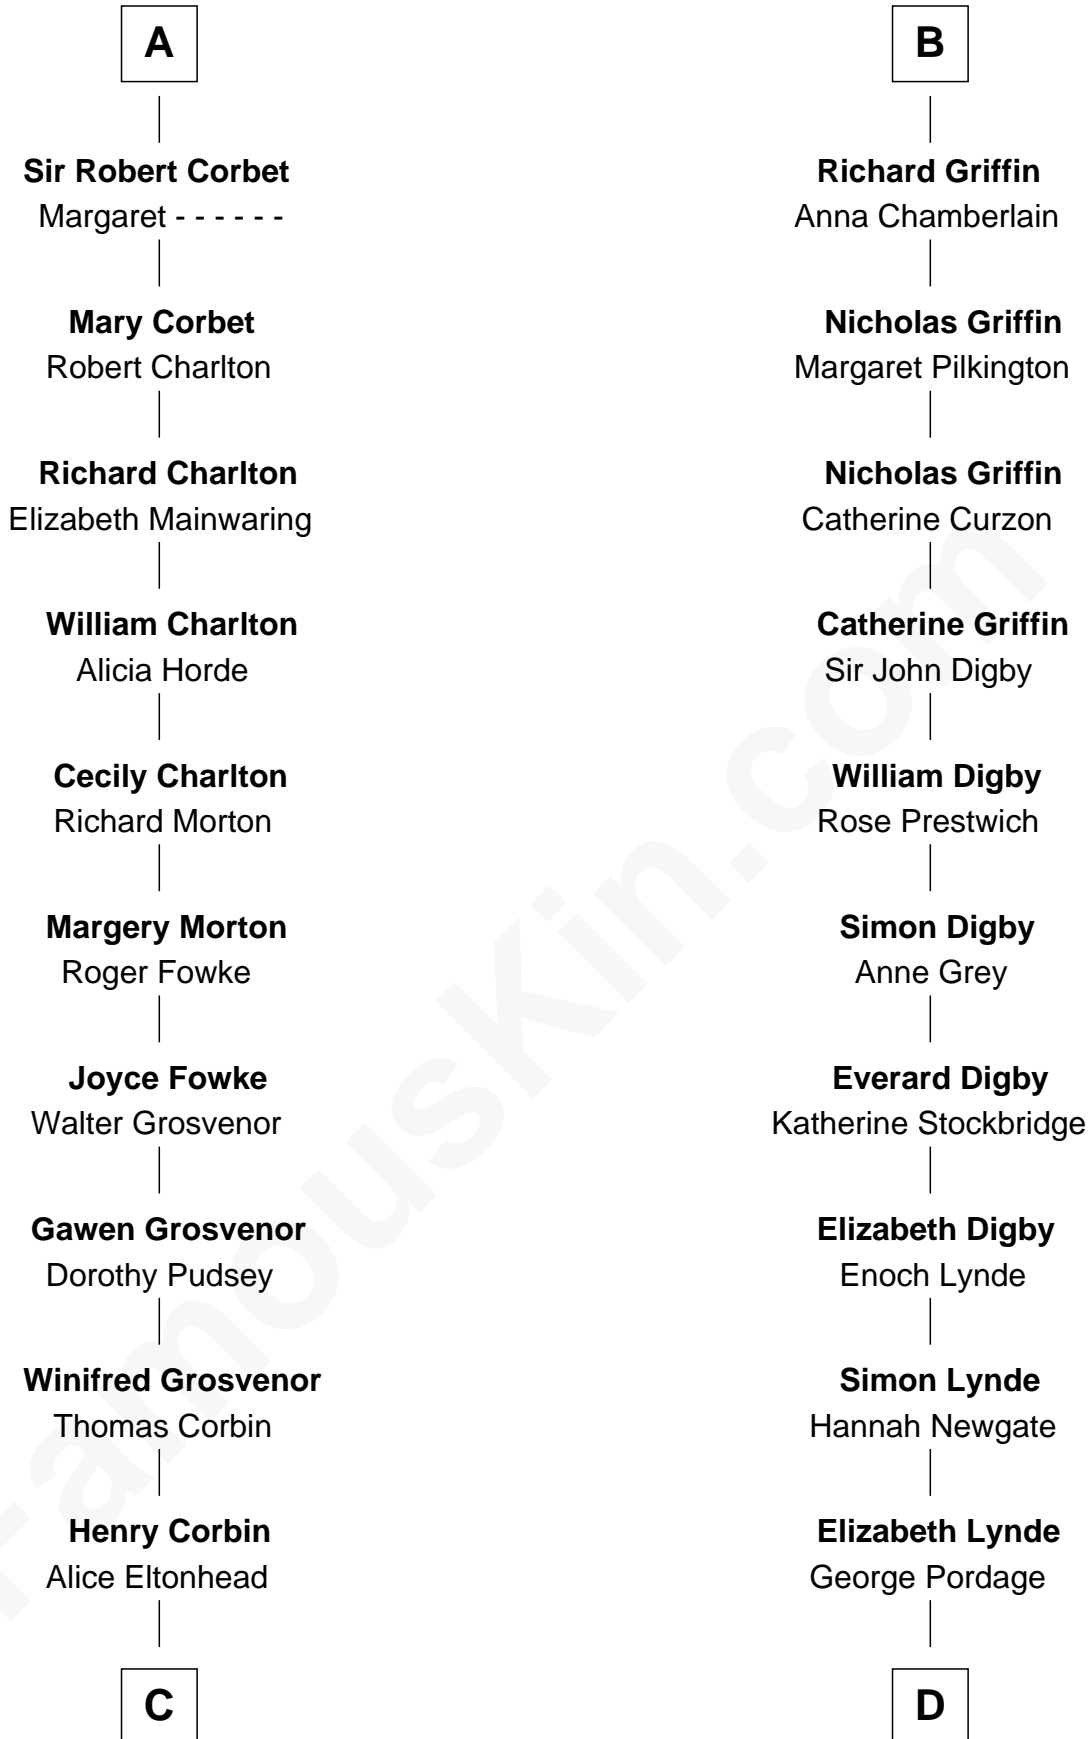 A
Sir Robert Corbet
Margaret - - - - - -
Mary Corbet
Robert Charlton
Richard Charlton
Elizabeth Mainwaring
William Charlton
Alicia Horde
Cecily Charlton
Richard Morton
Margery Morton
Roger Fowke
Joyce Fowke
Walter Grosvenor
Gawen Grosvenor
Dorothy Pudsey
Winifred Grosvenor
Thomas Corbin
Henry Corbin
Alice Eltonhead
C
B
Richard Griffin
Anna Chamberlain
Nicholas Griffin
Margaret Pilkington
Nicholas Griffin
Catherine Curzon
Catherine Griffin
Sir John Digby
William Digby
Rose Prestwich
Simon Digby
Anne Grey
Everard Digby
Katherine Stockbridge
Elizabeth Digby
Enoch Lynde
Simon Lynde
Hannah Newgate
Elizabeth Lynde
George Pordage
D
FamousKin.com